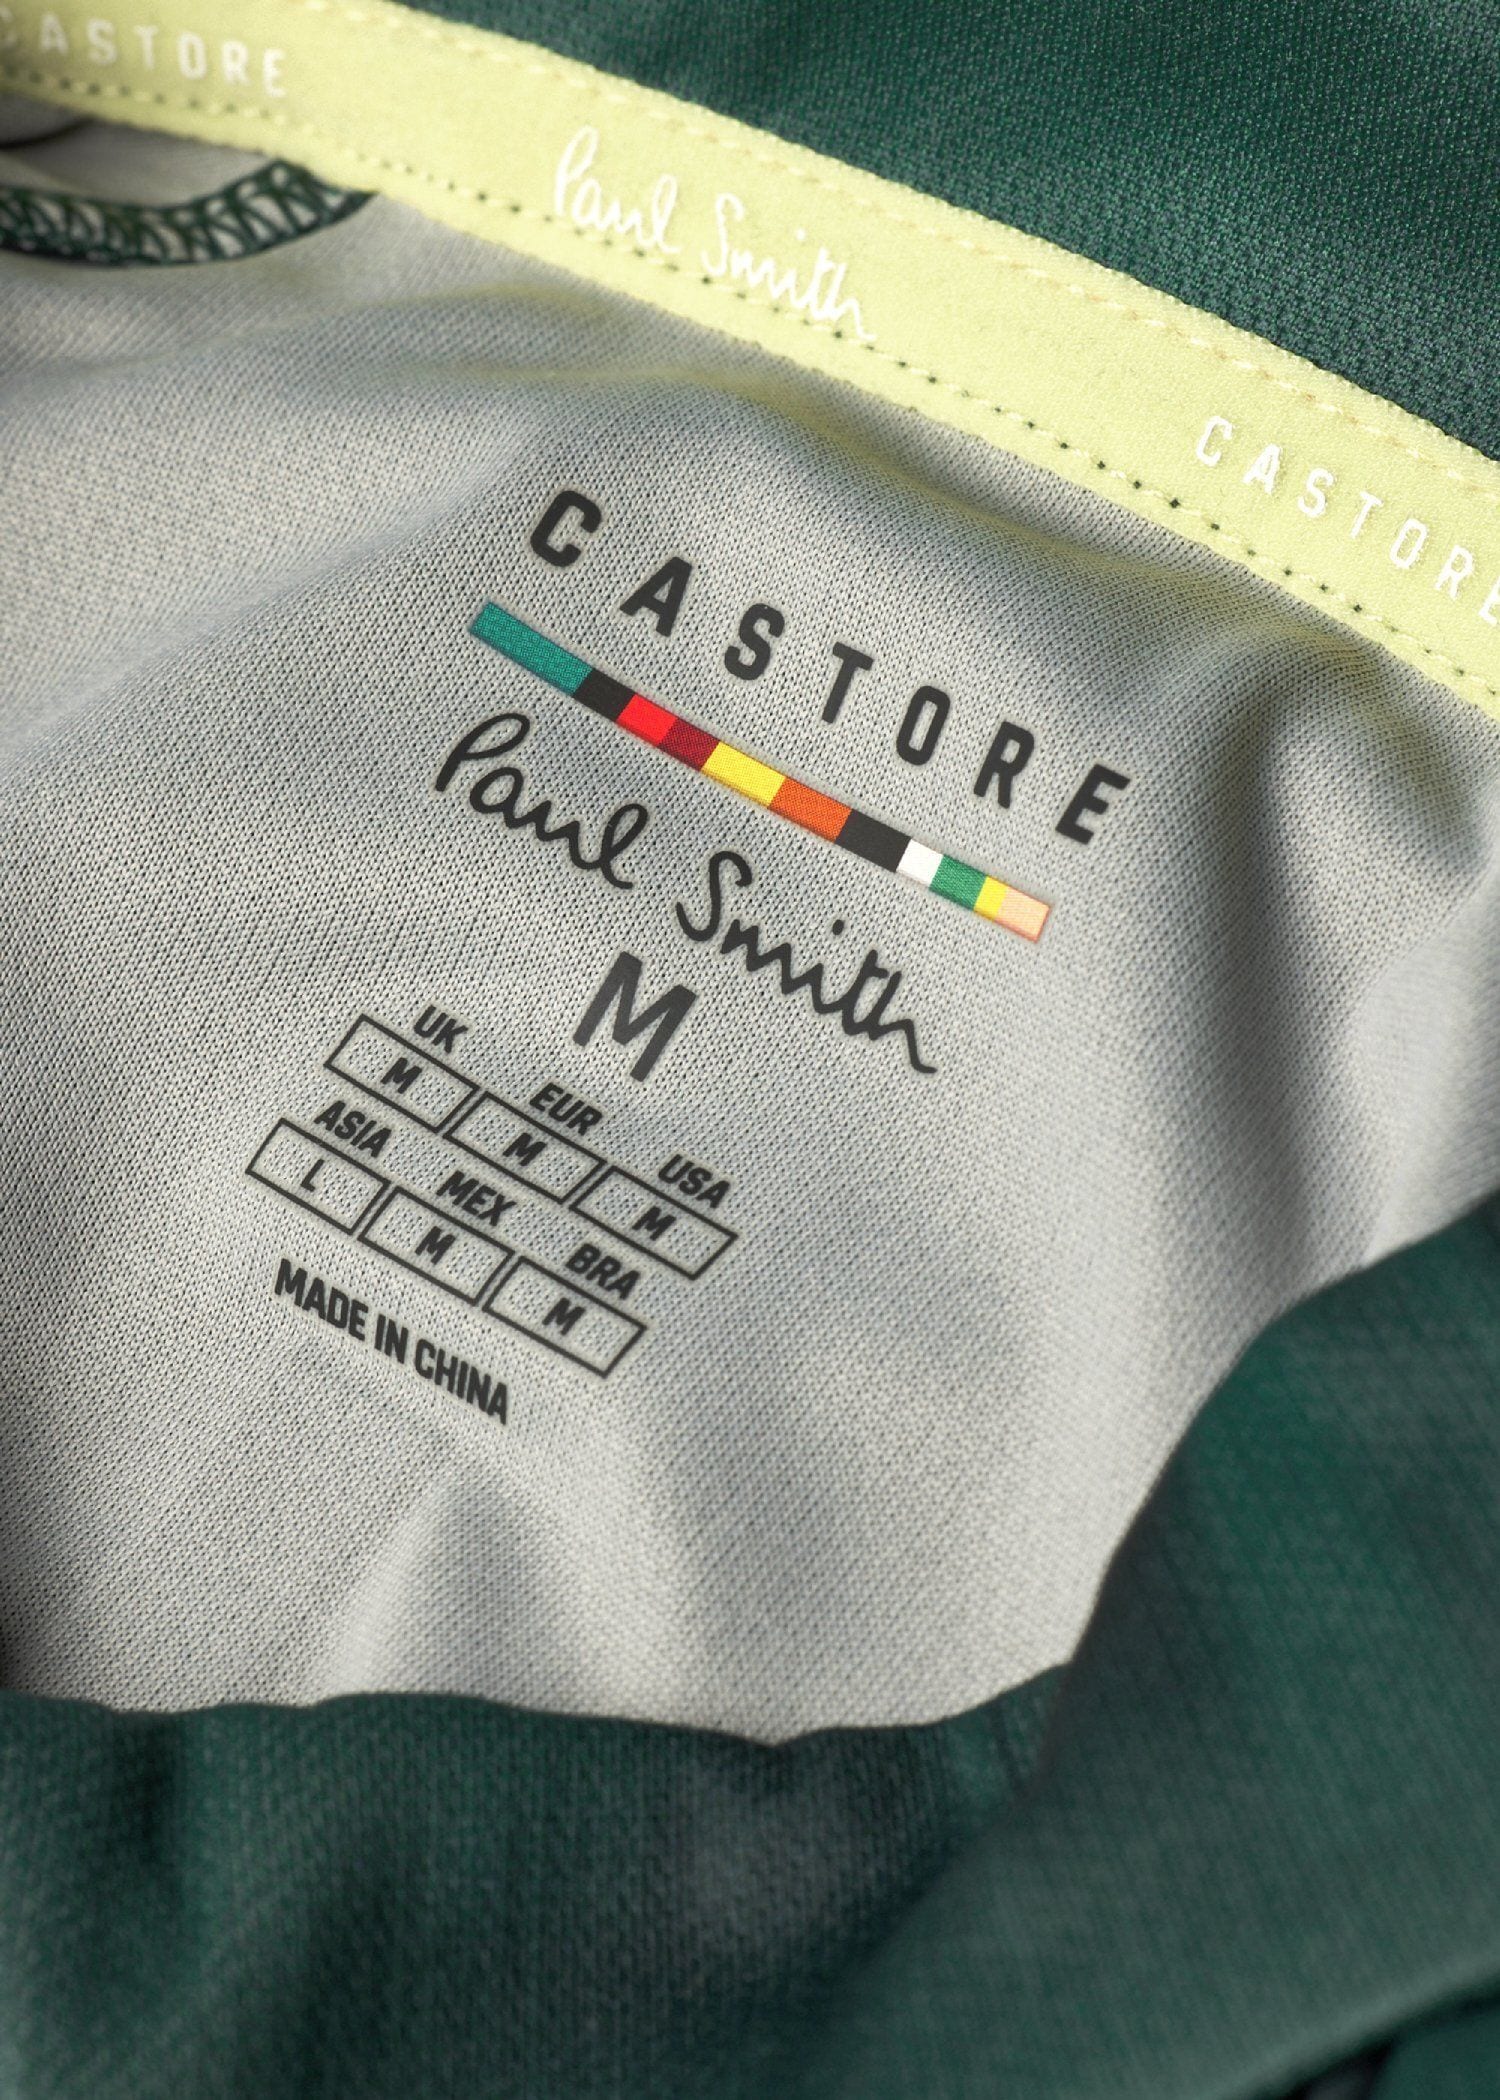 CASTORE
Paul Smith
CASTORE
CASTORE
Paul Smith
M
UK EUR USA
M M M
ASIA MEX BRA
L M M
MADE IN CHINA